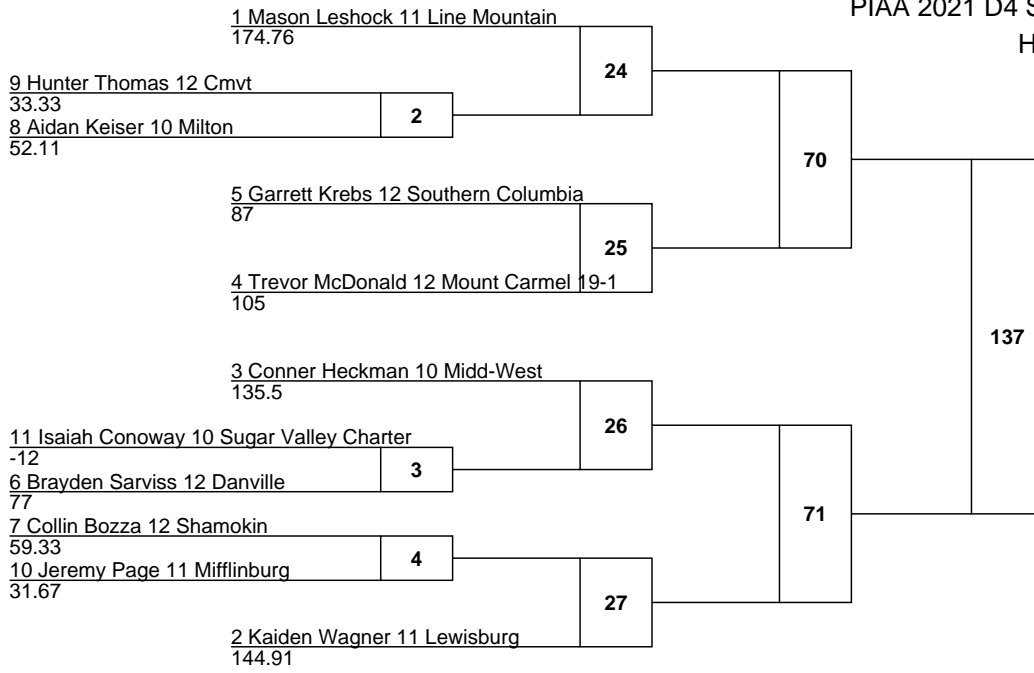 PIAA 2021 D4 S
H
1 Mason Leshock 11 Line Mountain
174.76
24
9 Hunter Thomas 12 Cmvt
33.33
2
8 Aidan Keiser 10 Milton
52.11
70
5 Garrett Krebs 12 Southern Columbia
87
25
4 Trevor McDonald 12 Mount Carmel 19-1
105
137
3 Conner Heckman 10 Midd-West
135.5
26
11 Isaiah Conoway 10 Sugar Valley Charter
-12
3
6 Brayden Sarviss 12 Danville
77
71
7 Collin Bozza 12 Shamokin
59.33
4
10 Jeremy Page 11 Mifflinburg
31.67
27
2 Kaiden Wagner 11 Lewisburg
144.91